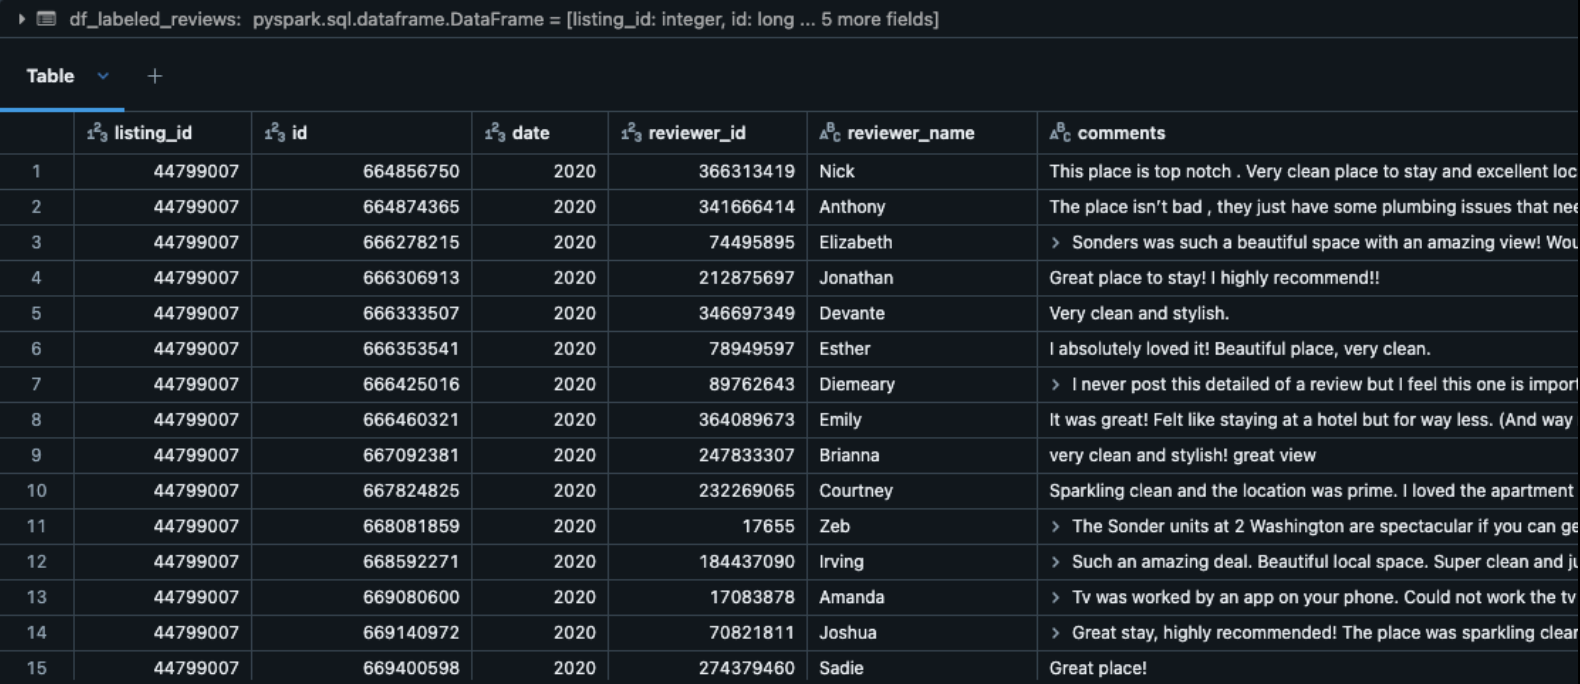 df_labeled_reviews: pyspark.sql.dataframe.DataFrame = [listing_id: integer, id: long ... 5 more fields]
Table +
123 listing_id 123 id 123 date 123 reviewer_id ABC reviewer_name ABC comments
1 44799007 664856750 2020 366313419 Nick This place is top notch . Very clean place to stay and excellent loc
2 44799007 664874365 2020 341666414 Anthony The place isn't bad , they just have some plumbing issues that nee
3 44799007 666278215 2020 74495895 Elizabeth > Sonders was such a beautiful space with an amazing view! Wou
4 44799007 666306913 2020 212875697 Jonathan Great place to stay! I highly recommend!!
5 44799007 666333507 2020 346697349 Devante Very clean and stylish.
6 44799007 666353541 2020 78949597 Esther I absolutely loved it! Beautiful place, very clean.
7 44799007 666425016 2020 89762643 Diemeary > I never post this detailed of a review but I feel this one is import
8 44799007 666460321 2020 364089673 Emily It was great! Felt like staying at a hotel but for way less. (And way
9 44799007 667092381 2020 247833307 Brianna very clean and stylish! great view
10 44799007 667824825 2020 232269065 Courtney Sparkling clean and the location was prime. I loved the apartment
11 44799007 668081859 2020 17655 Zeb > The Sonder units at 2 Washington are spectacular if you can ge
12 44799007 668592271 2020 184437090 Irving > Such an amazing deal. Beautiful local space. Super clean and ju
13 44799007 669080600 2020 17083878 Amanda > Tv was worked by an app on your phone. Could not work the tv
14 44799007 669140972 2020 70821811 Joshua > Great stay, highly recommended! The place was sparkling clear
15 44799007 669400598 2020 274379460 Sadie Great place!